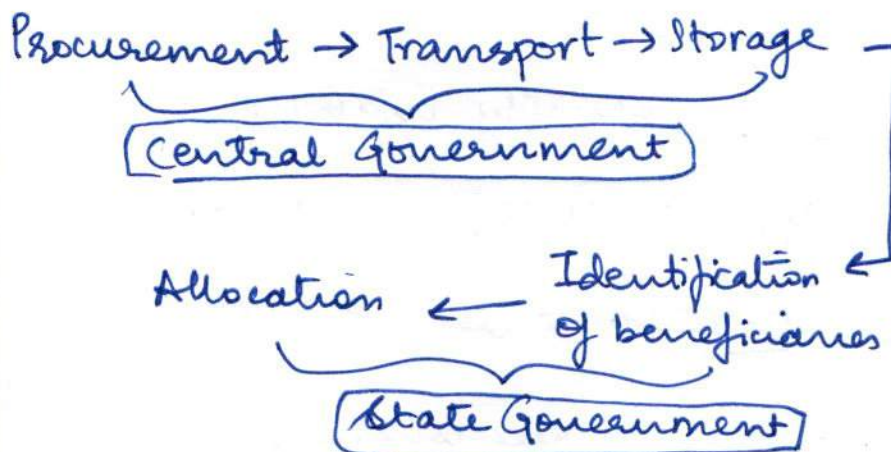 Procurement → Transport → Storage
Central Government
Identification
Allocation ←
of beneficiaries
State Government